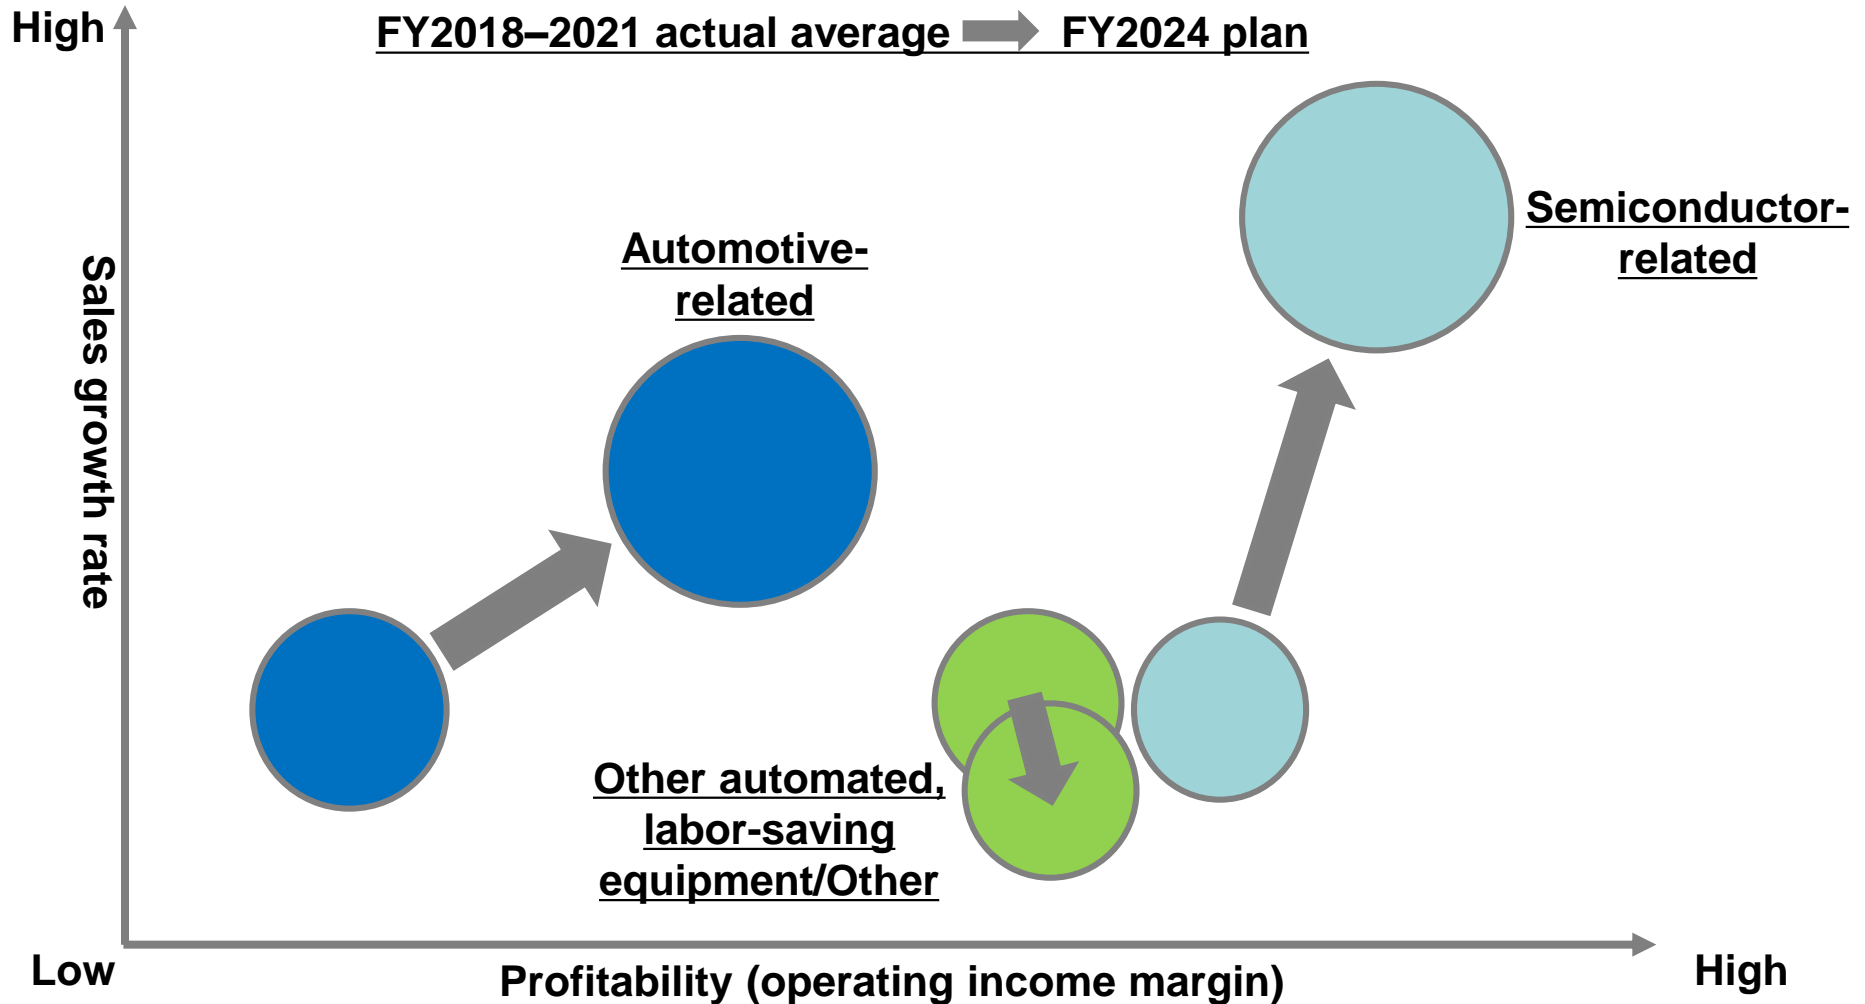 High
FY2018–2021 actual average
FY2024 plan
Automotive-
related
Semiconductor-
related
Sales growth rate
Other automated,
labor-saving
equipment/Other
Low
Profitability (operating income margin)
High